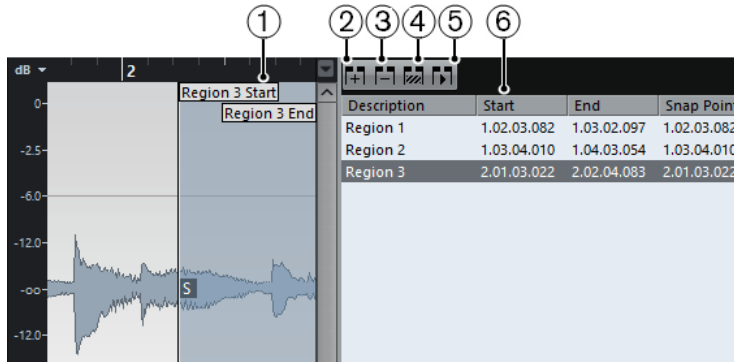 ① ② ③ ④ ⑤ ⑥
dB 2
Region 3 Start
Region 3 End
0
-2.5
-6.0
-12.0
-oo
-12.0
S
Description Start End Snap Point
Region 1 1.02.03.082 1.03.02.097 1.02.03.082
Region 2 1.03.04.010 1.04.03.054 1.03.04.010
Region 3 2.01.03.022 2.02.04.083 2.01.03.022